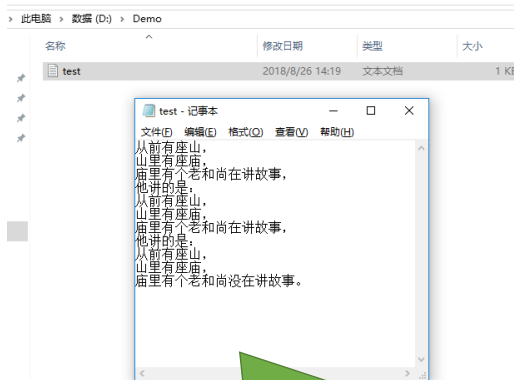 此电脑 > 数据 (D:) > Demo
名称 修改日期 类型 大小
test 2018/8/26 14:19 文本文档 1 KB
test - 记事本
文件(F) 编辑(E) 格式(O) 查看(V) 帮助(H)
从前有座山，
山里有座庙，
庙里有个老和尚在讲故事，
他讲的是：
从前有座山，
山里有座庙，
庙里有个老和尚在讲故事，
他讲的是：
从前有座山，
山里有座庙，
庙里有个老和尚没在讲故事。